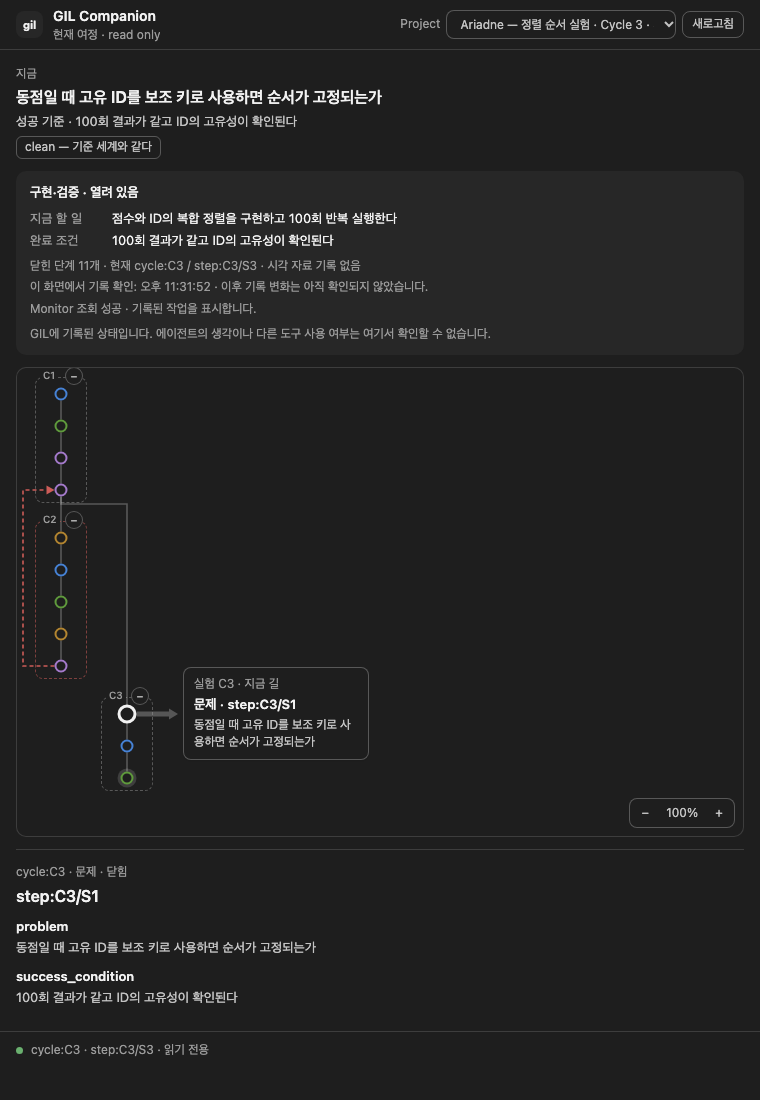 gil
GIL Companion
현재 여정 · read only
Project
Ariadne — 정렬 순서 실험 · Cycle 3 ·
새로고침
지금
동점일 때 고유 ID를 보조 키로 사용하면 순서가 고정되는가
성공 기준 · 100회 결과가 같고 ID의 고유성이 확인된다
clean — 기준 세계와 같다
구현·검증 · 열려 있음
지금 할 일 점수와 ID의 복합 정렬을 구현하고 100회 반복 실행한다
완료 조건 100회 결과가 같고 ID의 고유성이 확인된다
닫힌 단계 11개 · 현재 cycle:C3 / step:C3/S3 · 시각 자료 기록 없음
이 화면에서 기록 확인: 오후 11:31:52 · 이후 기록 변화는 아직 확인되지 않았습니다.
Monitor 조회 성공 · 기록된 작업을 표시합니다.
GIL에 기록된 상태입니다. 에이전트의 생각이나 다른 도구 사용 여부는 여기서 확인할 수 없습니다.
C1 −
C2 −
C3 −
실험 C3 · 지금 길
문제 · step:C3/S1
동점일 때 고유 ID를 보조 키로 사
용하면 순서가 고정되는가
− 100% +
cycle:C3 · 문제 · 닫힘
step:C3/S1
problem
동점일 때 고유 ID를 보조 키로 사용하면 순서가 고정되는가
success_condition
100회 결과가 같고 ID의 고유성이 확인된다
cycle:C3 · step:C3/S3 · 읽기 전용